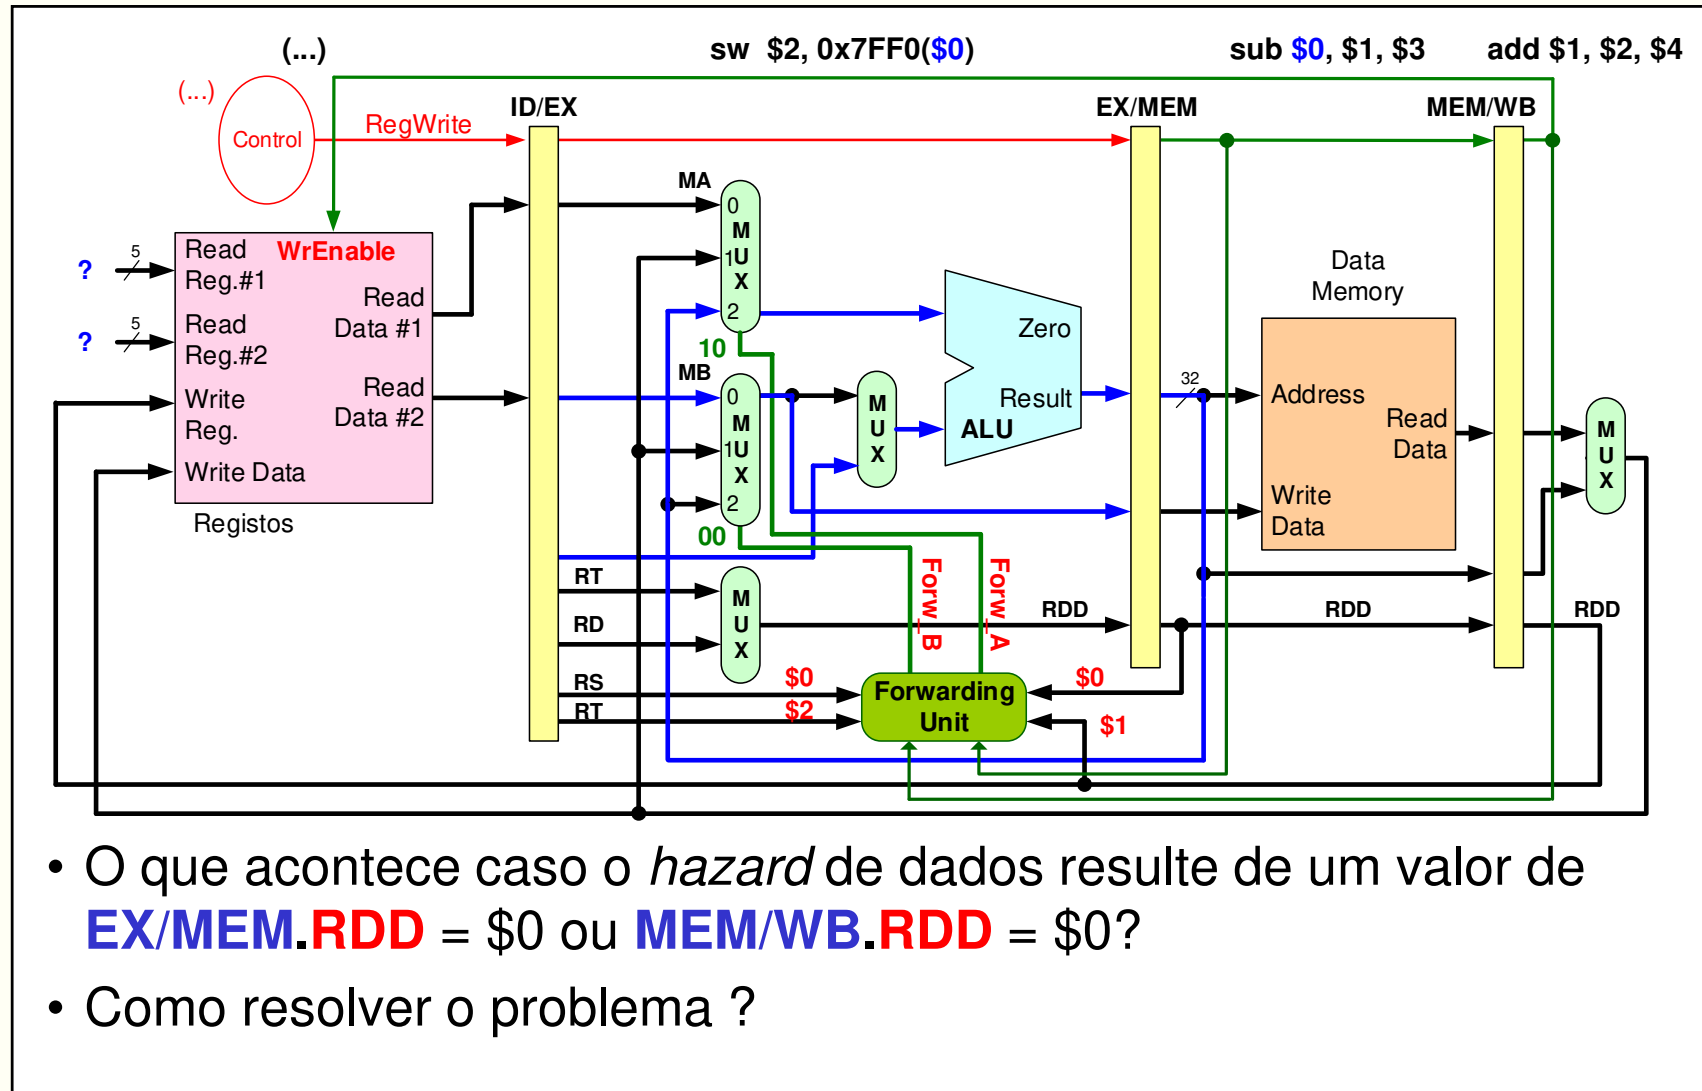 (...)
sw $2, 0x7FF0($0)
sub $0, $1, $3
add $1, $2, $4
(...)
Control
RegWrite
ID/EX
EX/MEM
MEM/WB
MA
0
M
1U
X
2
10
?
5
Read
Reg.#1
WrEnable
Read
Data #1
?
5
Read
Reg.#2
Write
Reg.
Read
Data #2
Write Data
Registos
MB
0
M
1U
X
2
00
M
U
X
Zero
Result
ALU
32
Data
Memory
Address
Read
Data
Write
Data
M
U
X
RT
RD
M
U
X
Forw_B
Forw_A
RDD
RDD
RDD
RS
$0
RT
$2
Forwarding
Unit
$0
$1
• O que acontece caso o hazard de dados resulte de um valor de
EX/MEM.RDD = $0 ou MEM/WB.RDD = $0?
• Como resolver o problema ?